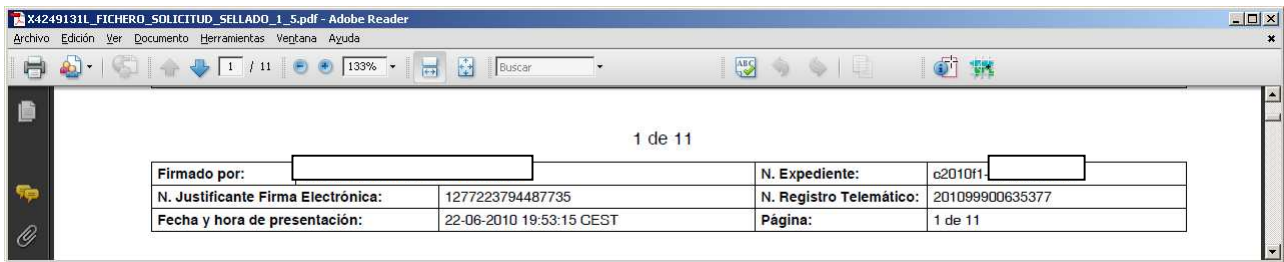 X4249131L_FICHERO_SOLICITUD_SELLADO_1_5.pdf - Adobe Reader
Archivo Edición Ver Documento Herramientas Ventana Ayuda
1 / 11 133% Buscar
1 de 11
Firmado por: N. Expediente: c2010f1-
N. Justificante Firma Electrónica: 1277223794487735 N. Registro Telemático: 201099900635377
Fecha y hora de presentación: 22-06-2010 19:53:15 CEST Página: 1 de 11